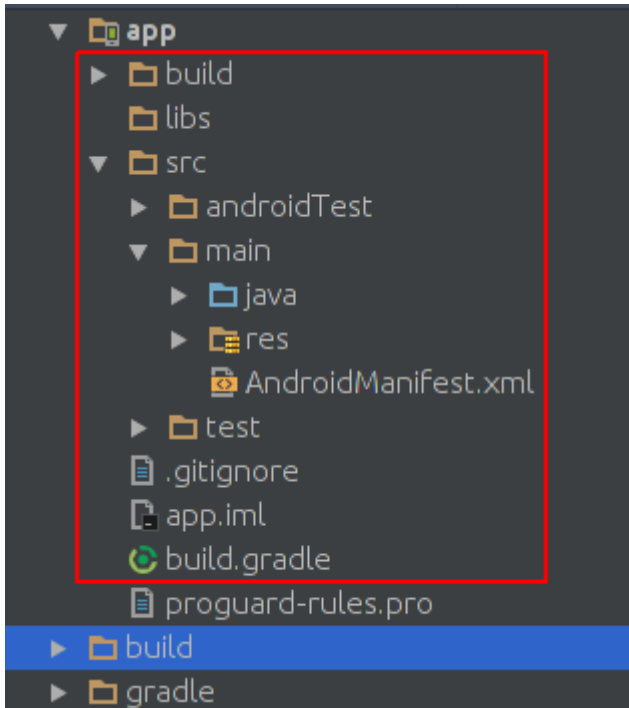 app
build
libs
src
androidTest
main
java
res
AndroidManifest.xml
test
.gitignore
app.iml
build.gradle
proguard-rules.pro
build
gradle